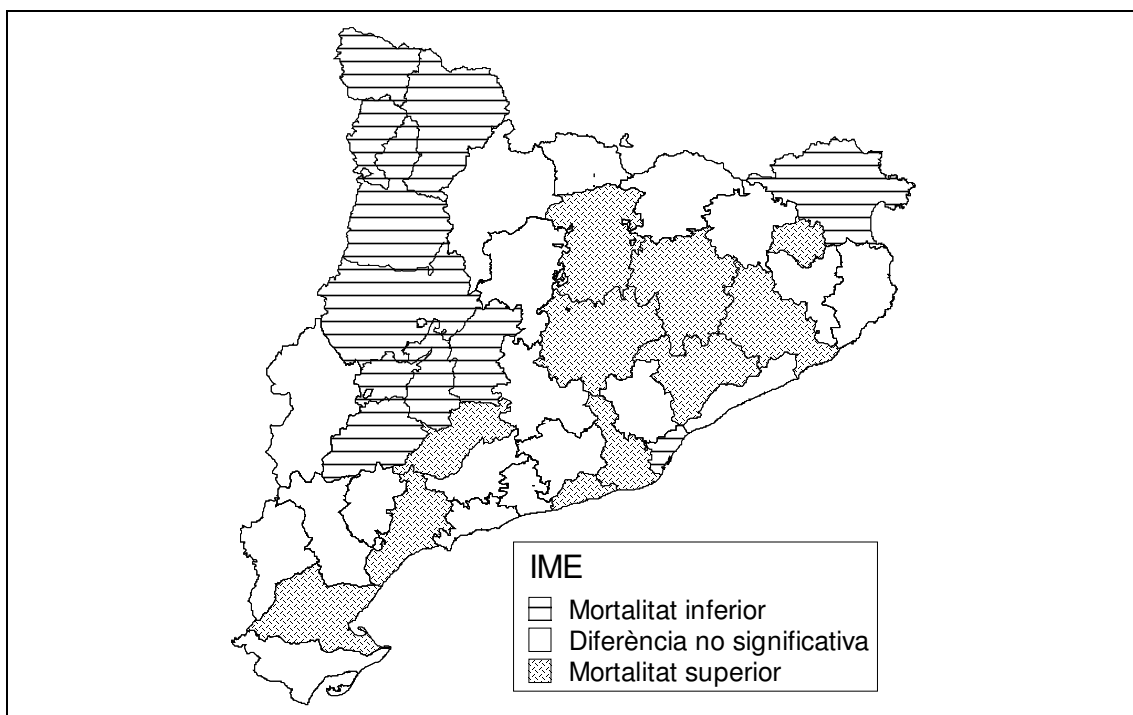 IME
Mortalitat inferior
Diferència no significativa
Mortalitat superior